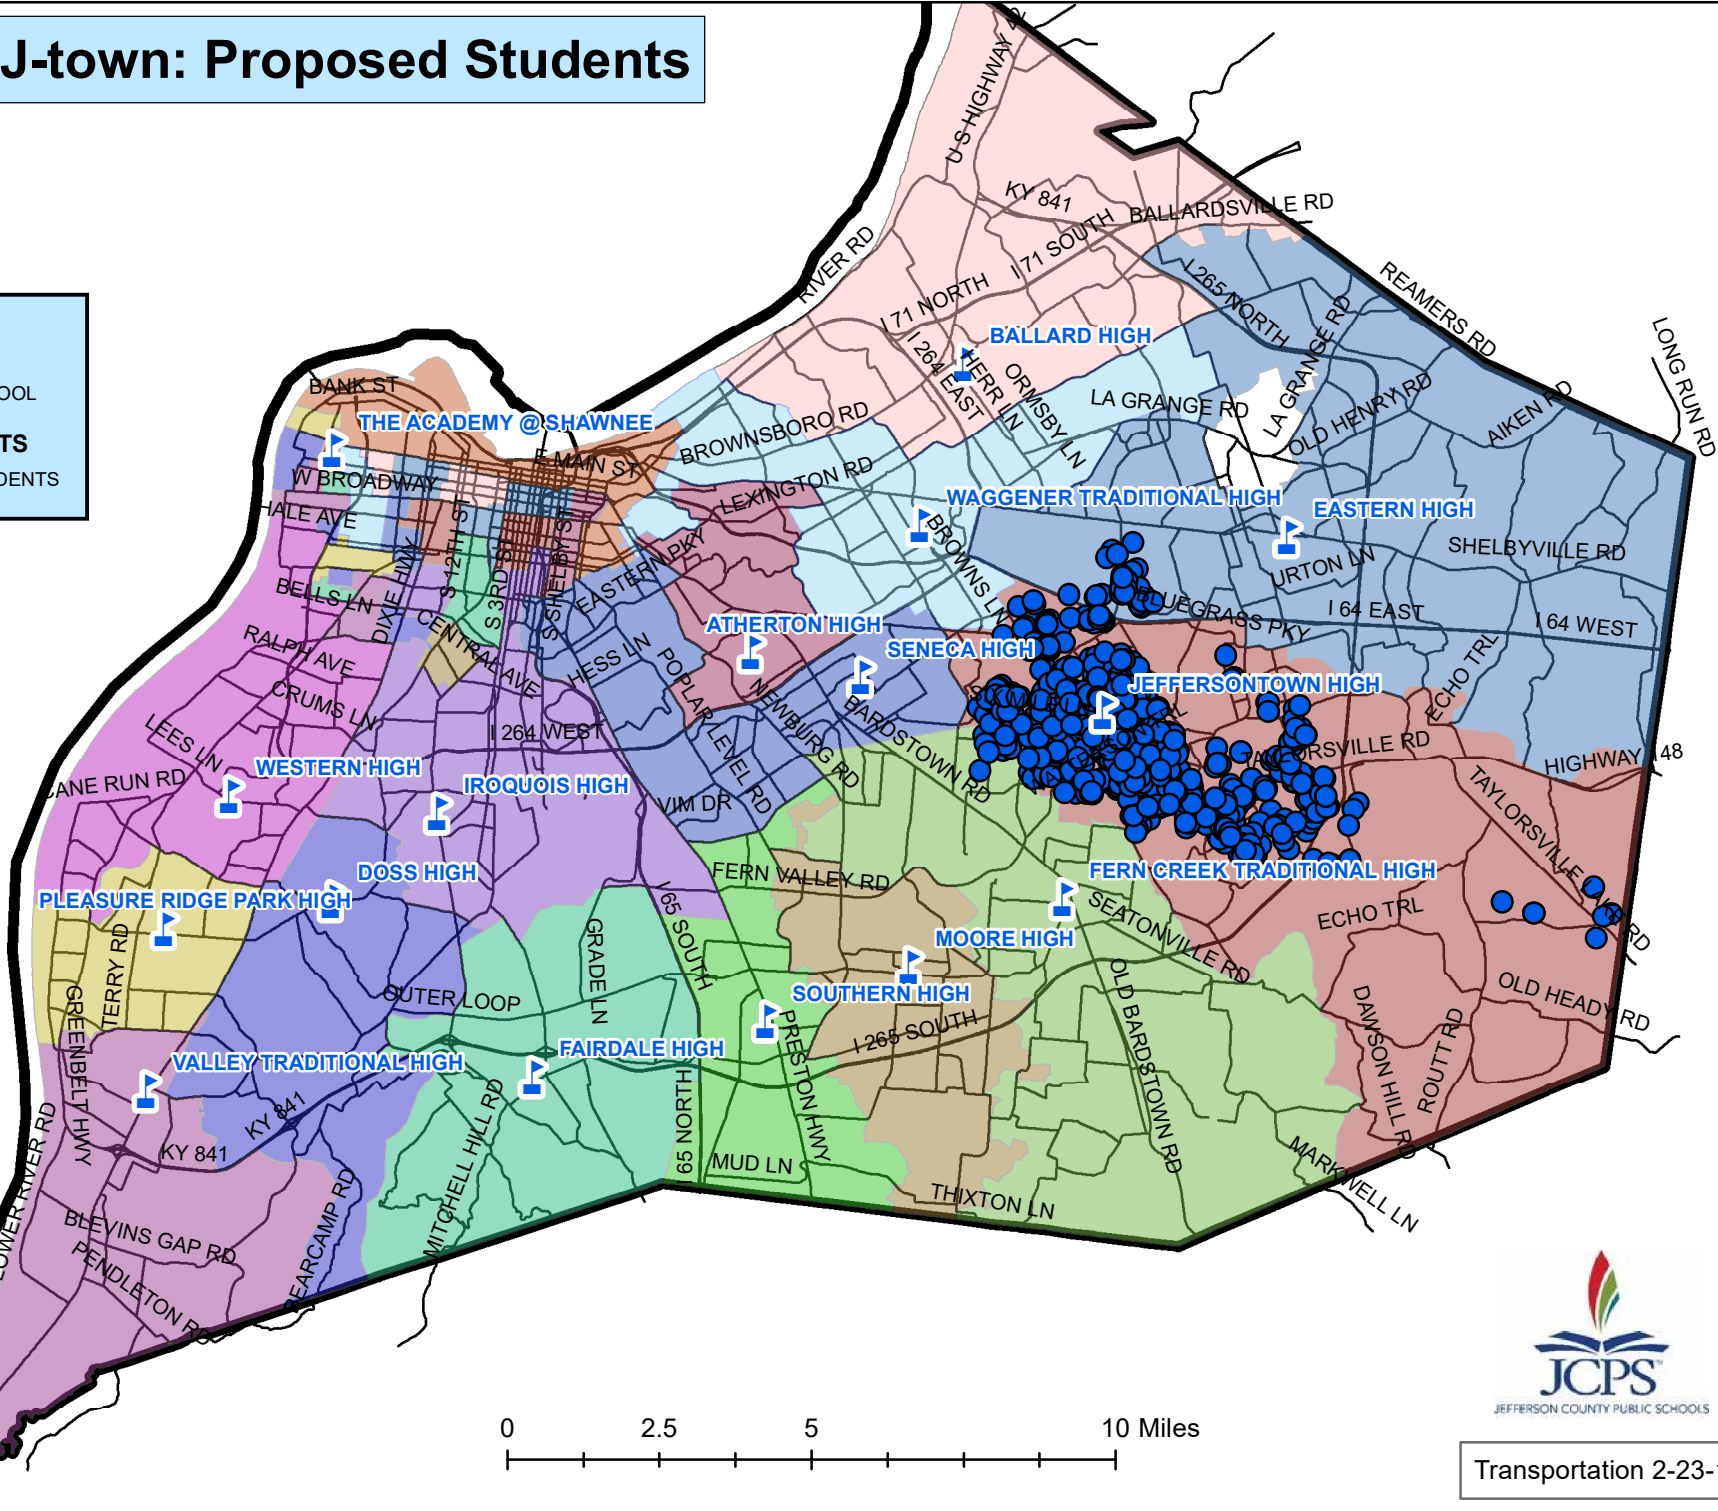 J-town: Proposed Students
U S HIGHWAY 42
KY 841
BALLARDSVILLE RD
I 71 SOUTH
RIVER RD
I 265 NORTH
REAMERS RD
I 71 NORTH
LA GRANGE RD
LONG RUN RD
BALLARD HIGH
I 264 EAST
HERR LN
ORMSBY LN
OOL
BANK ST
LA GRANGE RD
OLD HENRY RD
AIKEN RD
THE ACADEMY @ SHAWNEE
BROWNSBORO RD
TS
E MAIN ST
DENTS
W BROADWAY
LEXINGTON RD
WAGGENER TRADITIONAL HIGH
EASTERN HIGH
HALE AVE
S 12TH ST
S 3RD ST
S SHELBY ST
EASTERN PKY
BROWNS LN
SHELBYVILLE RD
URTON LN
DIXIE HWY
BELLS LN
BLUEGRASS PKY
I 64 EAST
I 64 WEST
CENTRAL AVE
ATHERTON HIGH
RALPH AVE
HESS LN
SENECA HIGH
ECHO TRL
JEFFERSONTOWN HIGH
CRUMS LN
POPLAR LEVEL RD
NEWBURG RD
BARDSTOWN RD
LEES LN
I 264 WEST
TAYLORSVILLE RD
HIGHWAY 148
WESTERN HIGH
CANE RUN RD
IROQUOIS HIGH
VIM DR
TAYLORSVILLE LAKE RD
DOSS HIGH
FERN VALLEY RD
FERN CREEK TRADITIONAL HIGH
PLEASURE RIDGE PARK HIGH
I 65 SOUTH
SEATONVILLE RD
ECHO TRL
TERRY RD
GRADE LN
MOORE HIGH
OUTER LOOP
SOUTHERN HIGH
OLD HEADY RD
GREENBELT HWY
I 265 SOUTH
OLD BARDSTOWN RD
DAWSON HILL RD
ROUTT RD
VALLEY TRADITIONAL HIGH
FAIRDALE HIGH
PRESTON HWY
KY 841
KY 841
MITCHELL HILL RD
I 65 NORTH
MUD LN
LOWER RIVER RD
THIXTON LN
MARKWELL LN
BLEVINS GAP RD
BEARCAMP RD
PENDLETON RD
JCPS
JEFFERSON COUNTY PUBLIC SCHOOLS
0 2.5 5 10 Miles
Transportation 2-23-